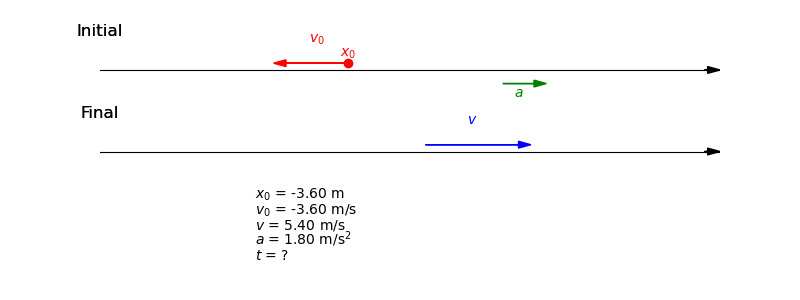 Initial
v₀
x₀
a
Final
v
x₀ = -3.60 m
v₀ = -3.60 m/s
v = 5.40 m/s
a = 1.80 m/s²
t = ?